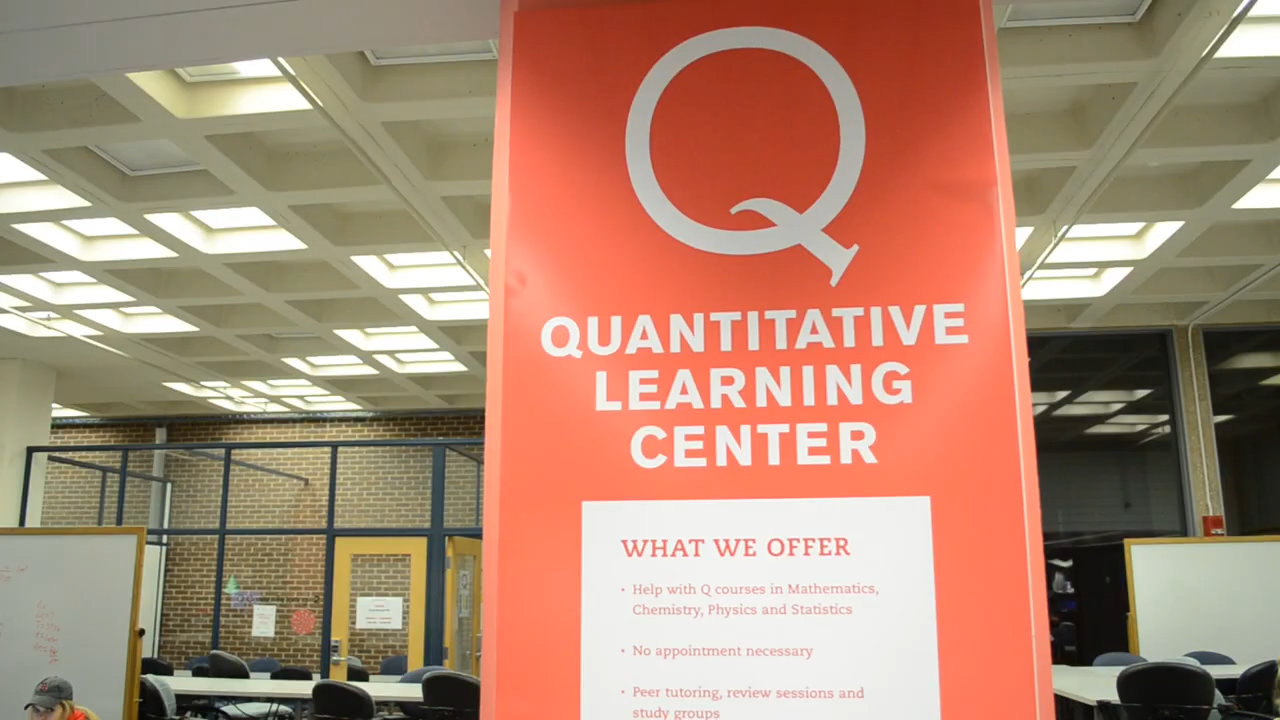 Q
QUANTITATIVE
LEARNING
CENTER
WHAT WE OFFER
• Help with Q courses in Mathematics,
Chemistry, Physics and Statistics
• No appointment necessary
• Peer tutoring, review sessions and
study groups